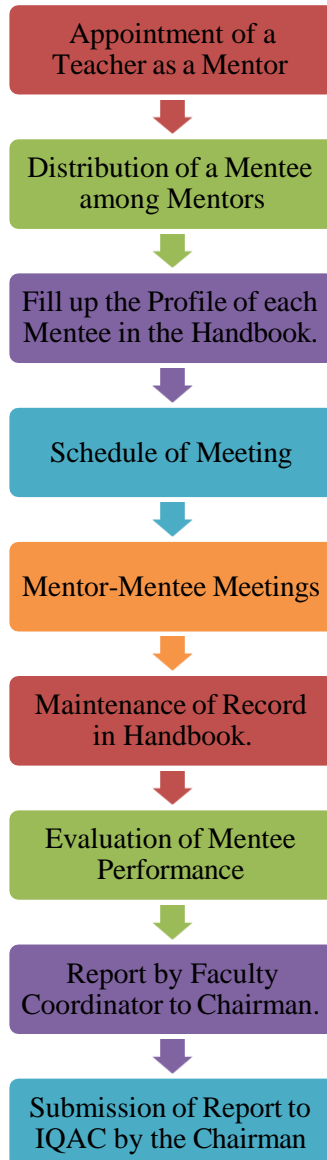 Appointment of a
Teacher as a Mentor
Distribution of a Mentee
among Mentors
Fill up the Profile of each
Mentee in the Handbook.
Schedule of Meeting
Mentor-Mentee Meetings
Maintenance of Record
in Handbook.
Evaluation of Mentee
Performance
Report by Faculty
Coordinator to Chairman.
Submission of Report to
IQAC by the Chairman